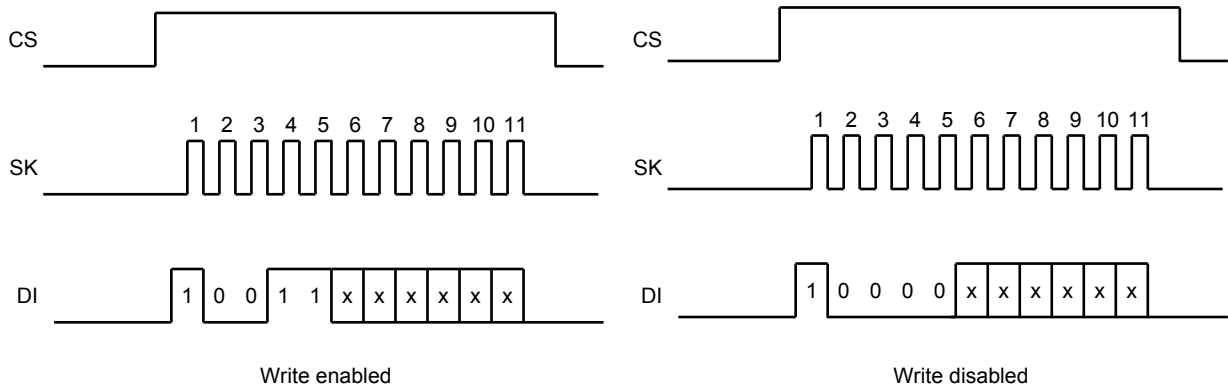 CS
1 2 3 4 5 6 7 8 9 10 11
SK
DI
1 0 0 1 1 x x x x x x
Write enabled
CS
1 2 3 4 5 6 7 8 9 10 11
SK
DI
1 0 0 0 0 x x x x x x
Write disabled